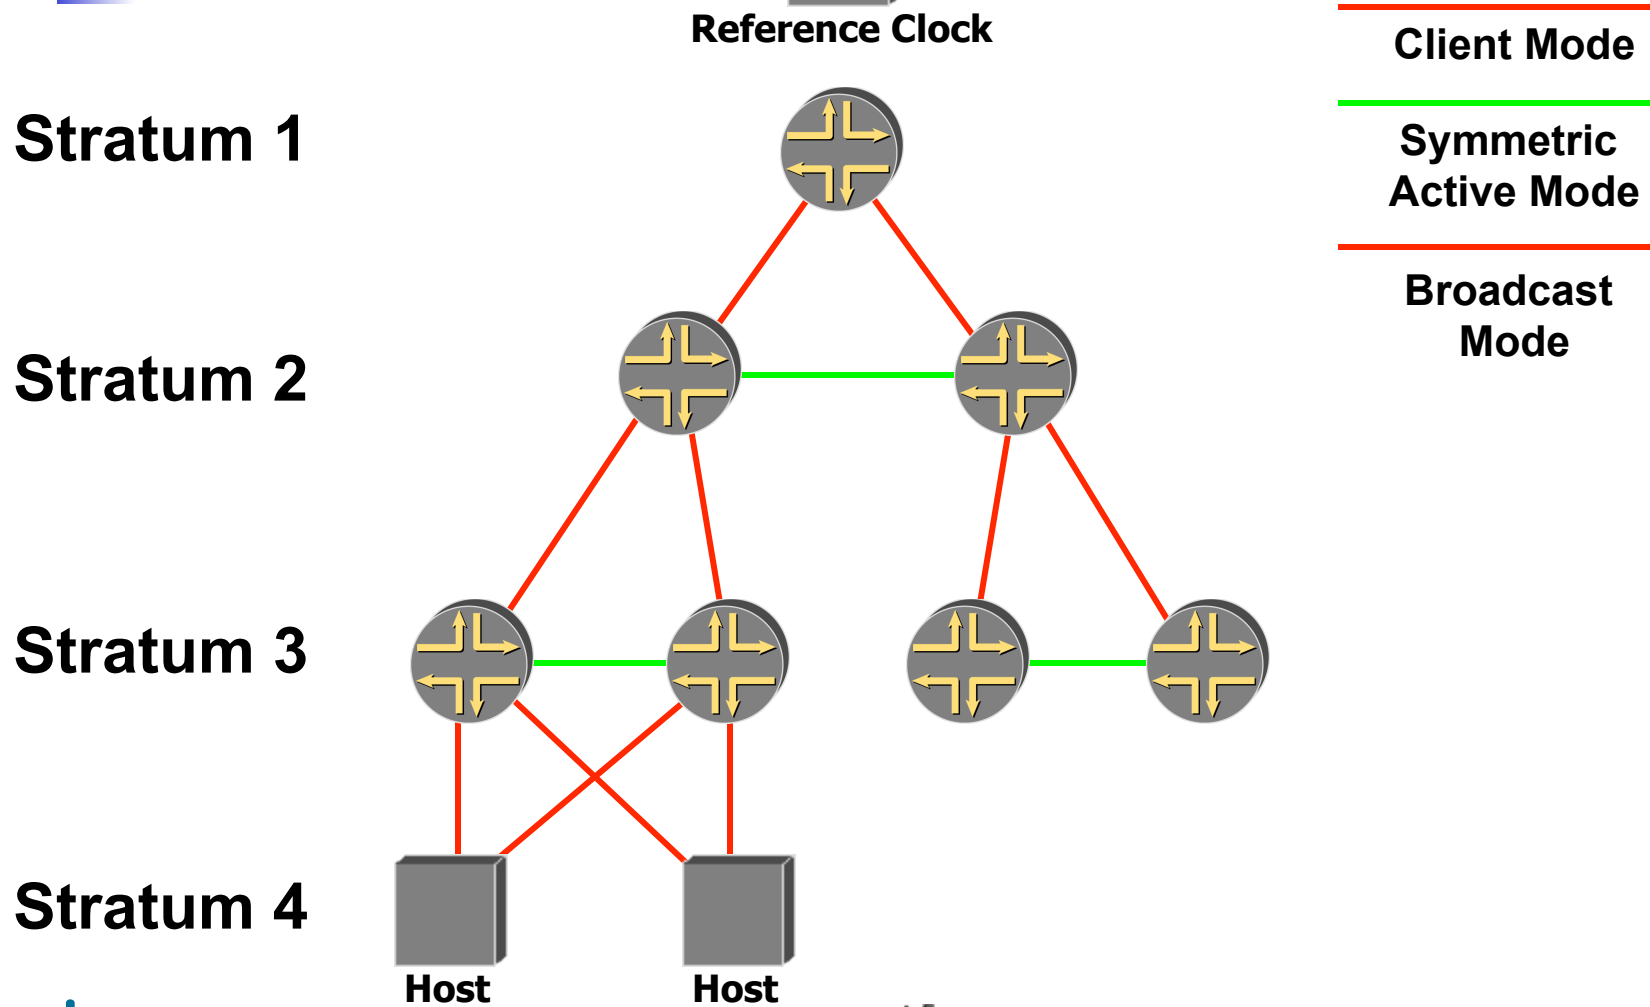 Reference Clock
Client Mode
Stratum 1
Symmetric
Active Mode
Broadcast
Mode
Stratum 2
Stratum 3
Stratum 4
Host
Host